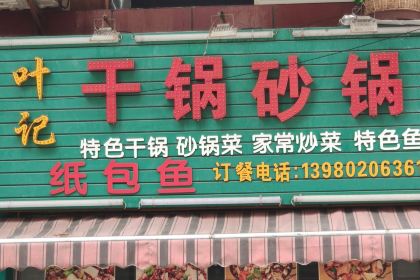 叶记
干锅砂锅
特色干锅 砂锅菜 家常炒菜 特色鱼
纸包鱼
订餐电话:1398020636